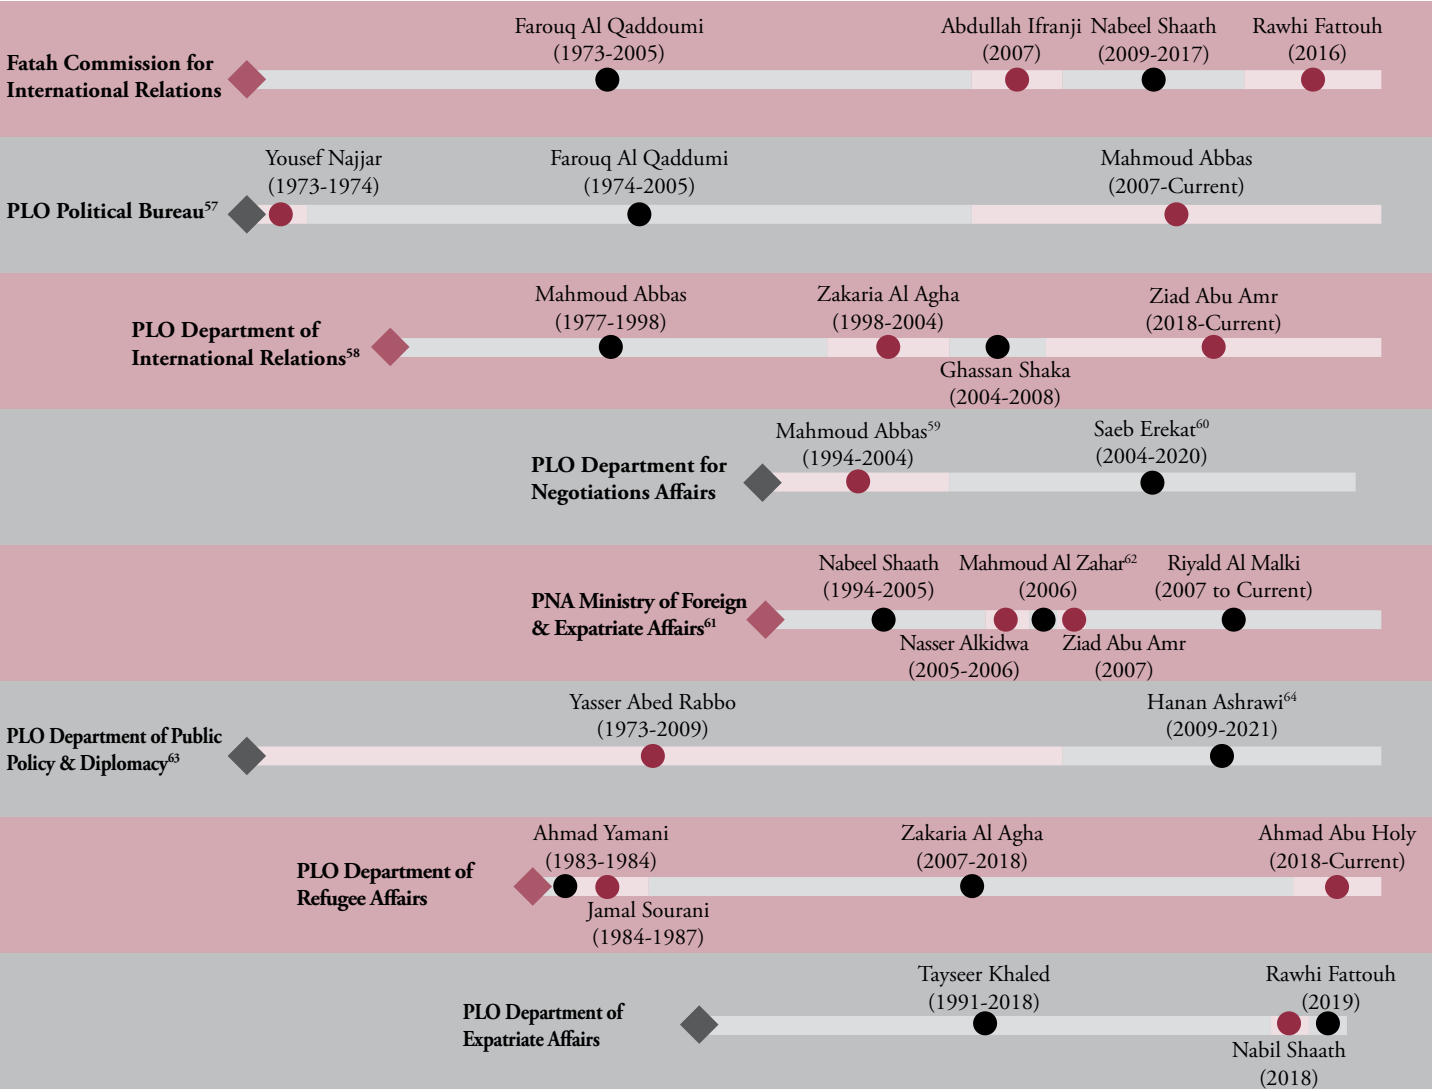 Fatah Commission for
International Relations
Farouq Al Qaddoumi
(1973-2005)
Abdullah Ifranji
(2007)
Nabeel Shaath
(2009-2017)
Rawhi Fattouh
(2016)
PLO Political Bureau57
Yousef Najjar
(1973-1974)
Farouq Al Qaddumi
(1974-2005)
Mahmoud Abbas
(2007-Current)
PLO Department of
International Relations58
Mahmoud Abbas
(1977-1998)
Zakaria Al Agha
(1998-2004)
Ghassan Shaka
(2004-2008)
Ziad Abu Amr
(2018-Current)
PLO Department for
Negotiations Affairs
Mahmoud Abbas59
(1994-2004)
Saeb Erekat60
(2004-2020)
PNA Ministry of Foreign
& Expatriate Affairs61
Nabeel Shaath
(1994-2005)
Nasser Alkidwa
(2005-2006)
Mahmoud Al Zahar62
(2006)
Ziad Abu Amr
(2007)
Riyald Al Malki
(2007 to Current)
PLO Department of Public
Policy & Diplomacy63
Yasser Abed Rabbo
(1973-2009)
Hanan Ashrawi64
(2009-2021)
PLO Department of
Refugee Affairs
Ahmad Yamani
(1983-1984)
Jamal Sourani
(1984-1987)
Zakaria Al Agha
(2007-2018)
Ahmad Abu Holy
(2018-Current)
PLO Department of
Expatriate Affairs
Tayseer Khaled
(1991-2018)
Nabil Shaath
(2018)
Rawhi Fattouh
(2019)